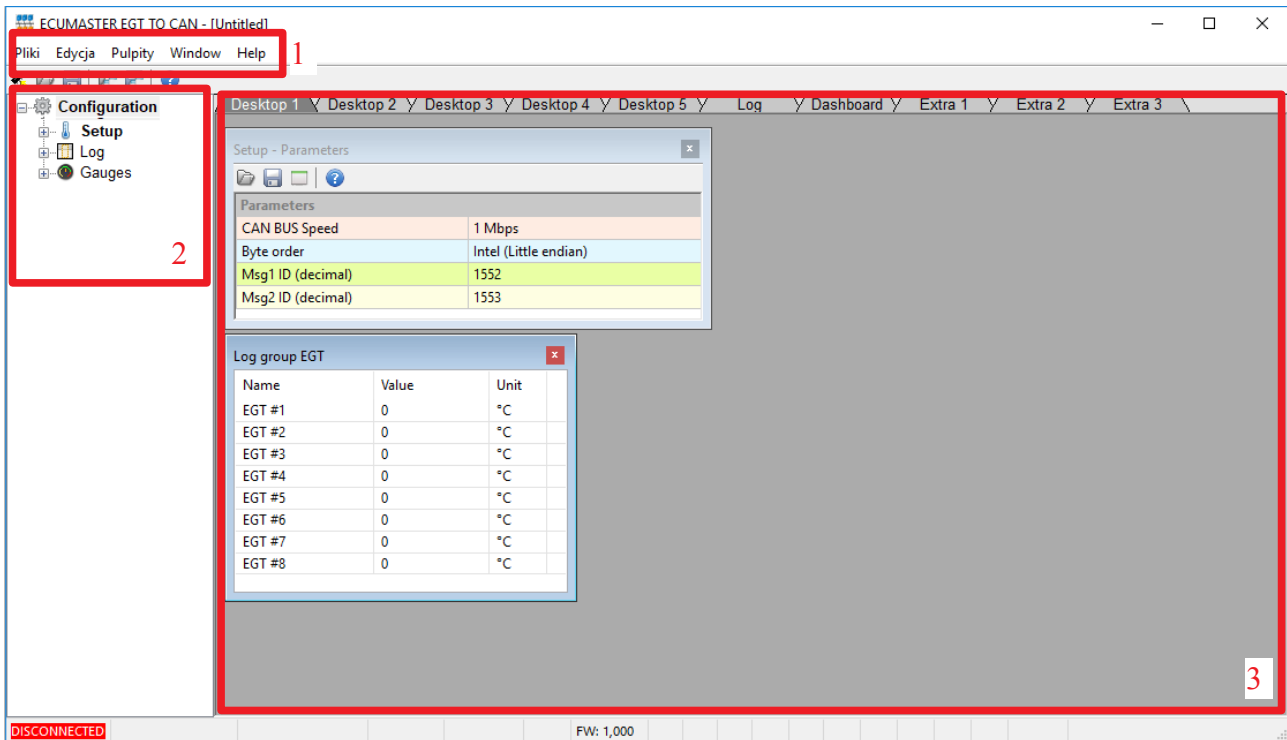 ECUMASTER EGT TO CAN - [Untitled]
Pliki Edycja Pulpity Window Help
1
Configuration
Setup
Log
Gauges
2
Desktop 1 Desktop 2 Desktop 3 Desktop 4 Desktop 5 Log Dashboard Extra 1 Extra 2 Extra 3
Setup - Parameters
Parameters
CAN BUS Speed 1 Mbps
Byte order Intel (Little endian)
Msg1 ID (decimal) 1552
Msg2 ID (decimal) 1553
Log group EGT
Name Value Unit
EGT #1 0 °C
EGT #2 0 °C
EGT #3 0 °C
EGT #4 0 °C
EGT #5 0 °C
EGT #6 0 °C
EGT #7 0 °C
EGT #8 0 °C
3
DISCONNECTED FW: 1,000